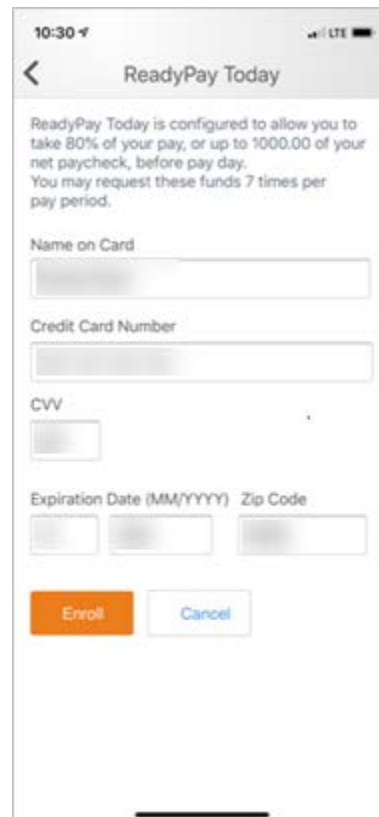 10:30 LTE
ReadyPay Today
ReadyPay Today is configured to allow you to
take 80% of your pay, or up to 1000.00 of your
net paycheck, before pay day.
You may request these funds 7 times per
pay period.
Name on Card
Credit Card Number
CVV
Expiration Date (MM/YYYY) Zip Code
Enroll Cancel